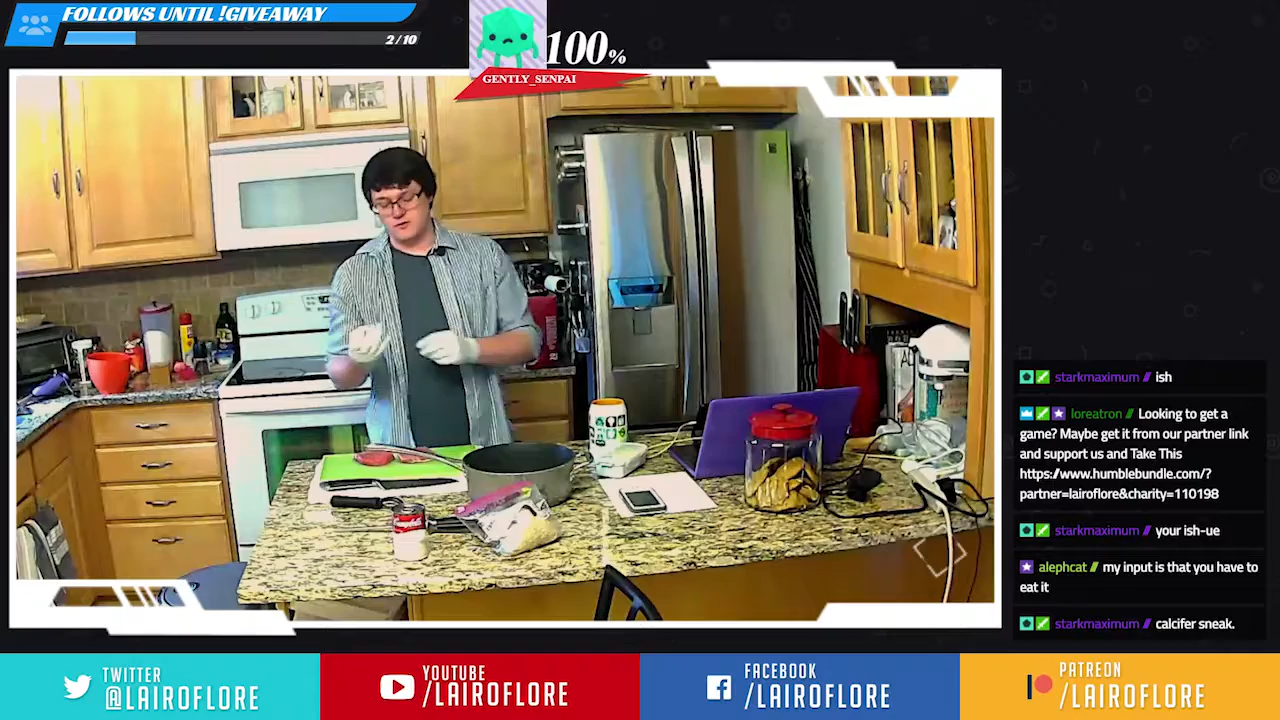 FOLLOWS UNTIL !GIVEAWAY
2 / 10
100%
GENTLY_SENPAI
Campbell's
starkmaximum // ish
loreatron // Looking to get a
game? Maybe get it from our partner link
and support us and Take This
https://www.humblebundle.com/?
partner=lairoflore&charity=110198
starkmaximum // your ish-ue
alephcat // my input is that you have to
eat it
starkmaximum // calcifer sneak.
TWITTER
@LAIROFLORE
YOUTUBE
/LAIROFLORE
FACEBOOK
/LAIROFLORE
PATREON
/LAIROFLORE